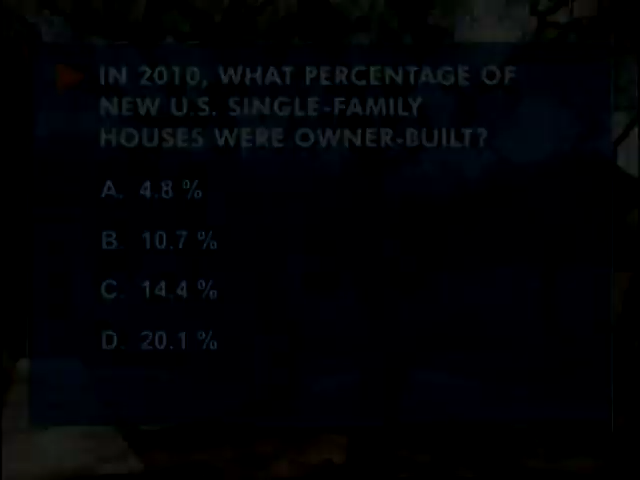 IN 2010, WHAT PERCENTAGE OF
NEW U.S. SINGLE-FAMILY
HOUSES WERE OWNER-BUILT?
A. 4.8 %
B. 10.7 %
C. 14.4 %
D. 20.1 %